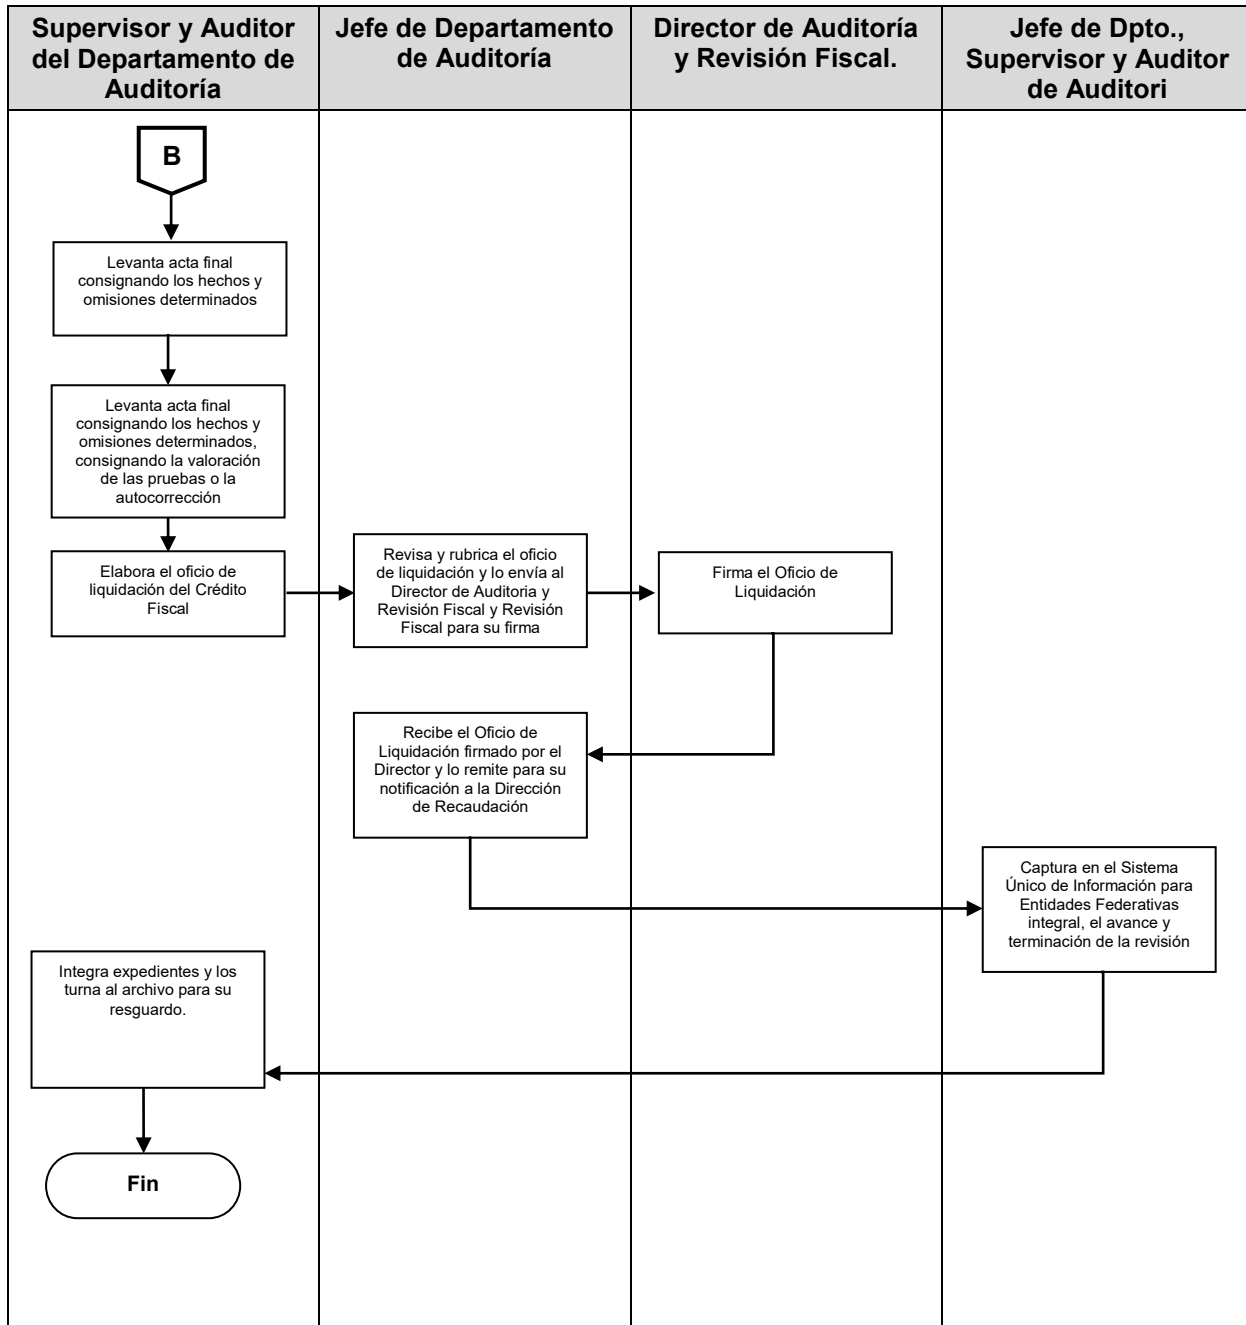 Supervisor y Auditor
del Departamento de
Auditoría
Jefe de Departamento
de Auditoría
Director de Auditoría
y Revisión Fiscal.
Jefe de Dpto.,
Supervisor y Auditor
de Auditori
B
Levanta acta final
consignando los hechos y
omisiones determinados
Levanta acta final
consignando los hechos y
omisiones determinados,
consignando la valoración
de las pruebas o la
autocorrección
Elabora el oficio de
liquidación del Crédito
Fiscal
Revisa y rubrica el oficio
de liquidación y lo envía al
Director de Auditoria y
Revisión Fiscal y Revisión
Fiscal para su firma
Firma el Oficio de
Liquidación
Recibe el Oficio de
Liquidación firmado por el
Director y lo remite para su
notificación a la Dirección
de Recaudación
Captura en el Sistema
Único de Información para
Entidades Federativas
integral, el avance y
terminación de la revisión
Integra expedientes y los
turna al archivo para su
resguardo.
Fin